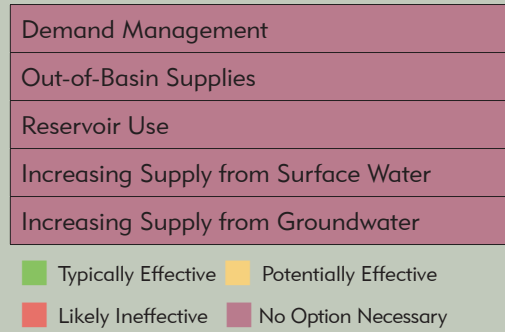 Demand Management
Out-of-Basin Supplies
Reservoir Use
Increasing Supply from Surface Water
Increasing Supply from Groundwater
Typically Effective Potentially Effective
Likely Ineffective No Option Necessary